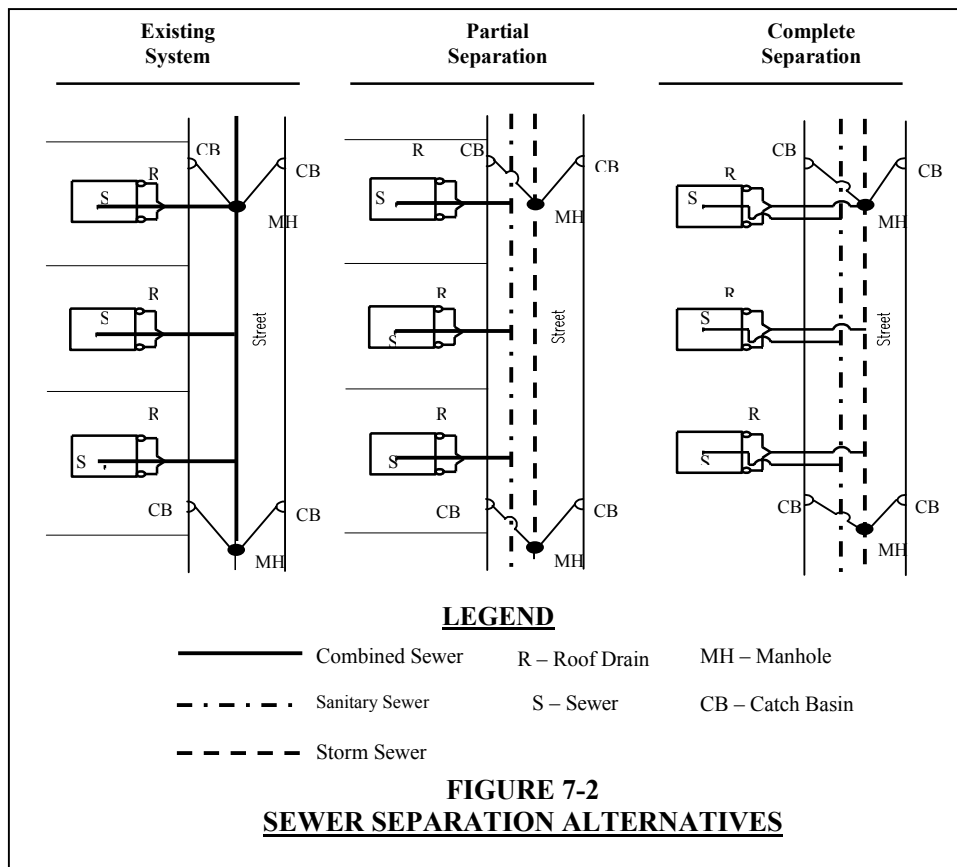 Existing
System
Partial
Separation
Complete
Separation
CB
CB
R
S
MH
R
S
Street
R
S
CB
CB
MH
R
CB
CB
S
MH
R
S
Street
R
S
CB
CB
MH
CB
CB
R
S
MH
R
S
Street
R
S
CB
CB
MH
LEGEND
Combined Sewer R – Roof Drain MH – Manhole
Sanitary Sewer S – Sewer CB – Catch Basin
Storm Sewer
FIGURE 7-2
SEWER SEPARATION ALTERNATIVES